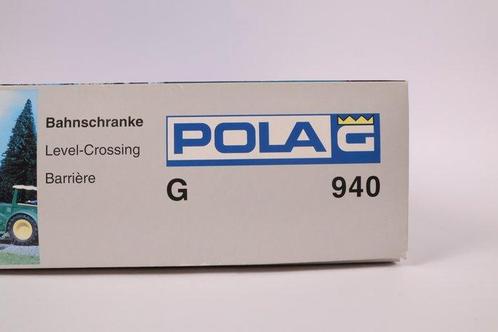 Bahnschranke
Level-Crossing
Barrière
POLA G
G 940